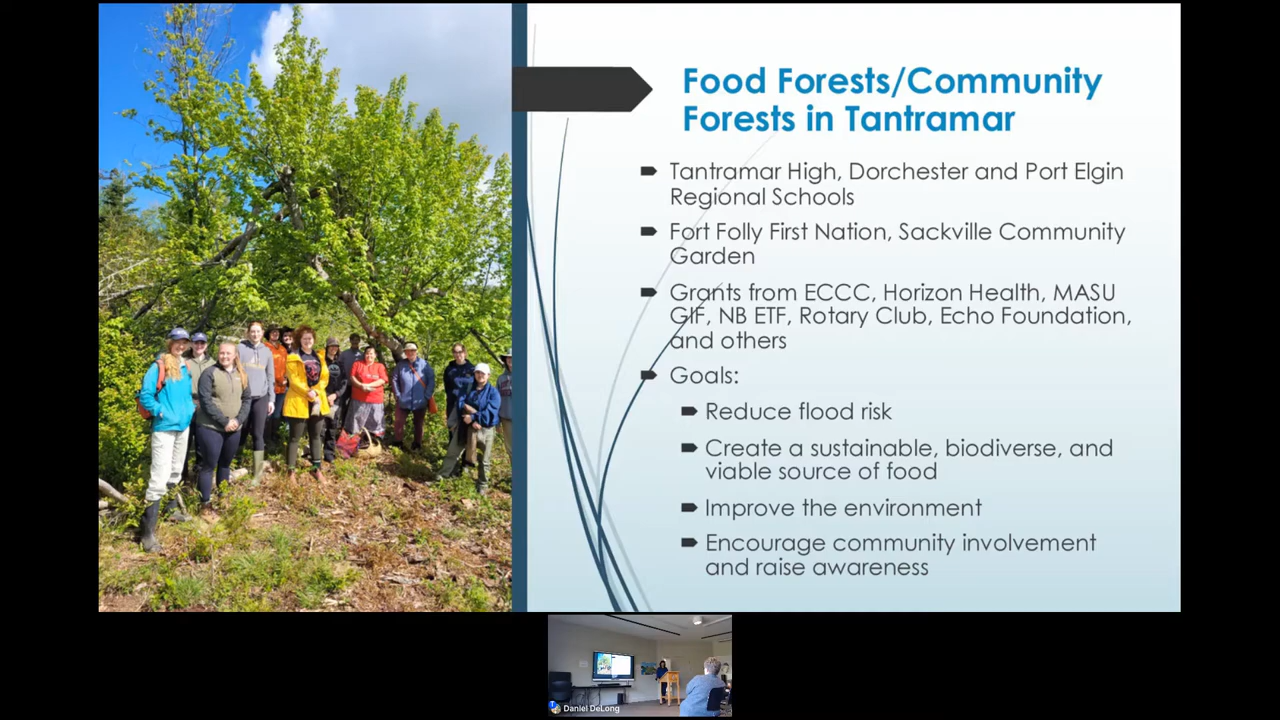 Food Forests/Community
Forests in Tantramar
Tantramar High, Dorchester and Port Elgin
Regional Schools
Fort Folly First Nation, Sackville Community
Garden
Grants from ECCC, Horizon Health, MASU
GIF, NB ETF, Rotary Club, Echo Foundation,
and others
Goals:
Reduce flood risk
Create a sustainable, biodiverse, and
viable source of food
Improve the environment
Encourage community involvement
and raise awareness
Daniel DeLong